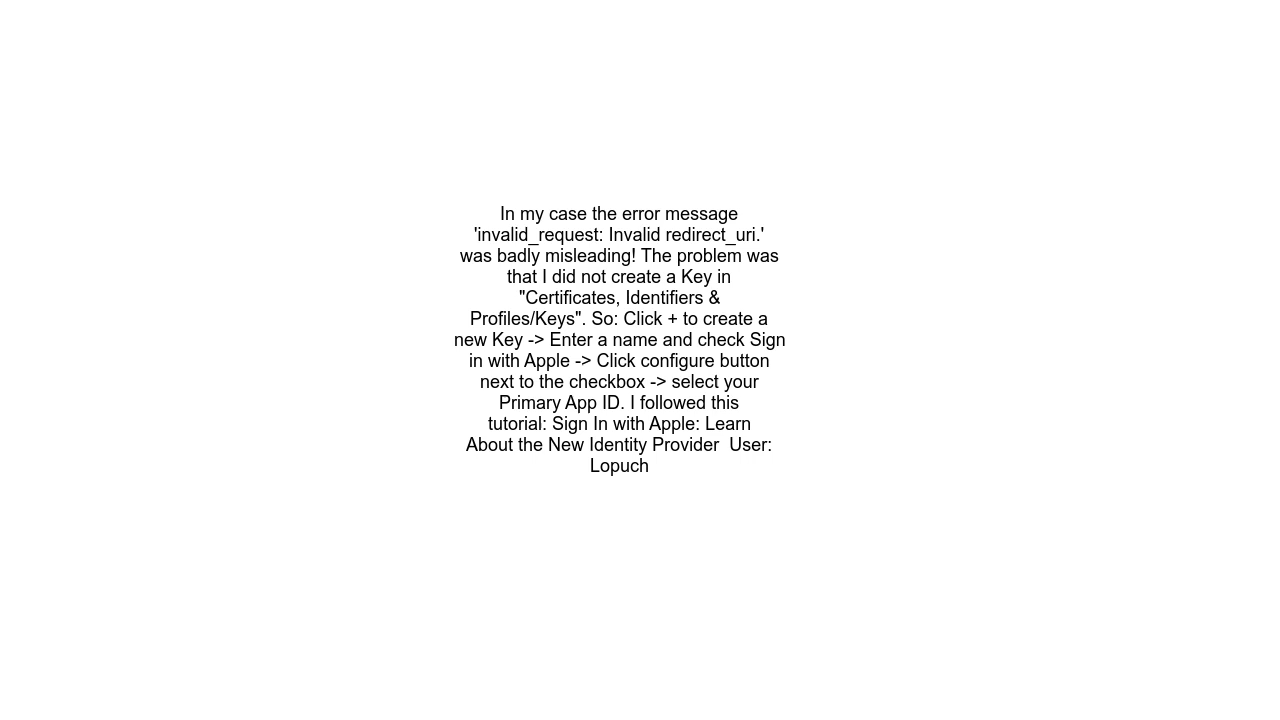 In my case the error message
'invalid_request: Invalid redirect_uri.'
was badly misleading! The problem was
that I did not create a Key in
"Certificates, Identifiers &
Profiles/Keys". So: Click + to create a
new Key -> Enter a name and check Sign
in with Apple -> Click configure button
next to the checkbox -> select your
Primary App ID. I followed this
tutorial: Sign In with Apple: Learn
About the New Identity Provider  User:
Lopuch